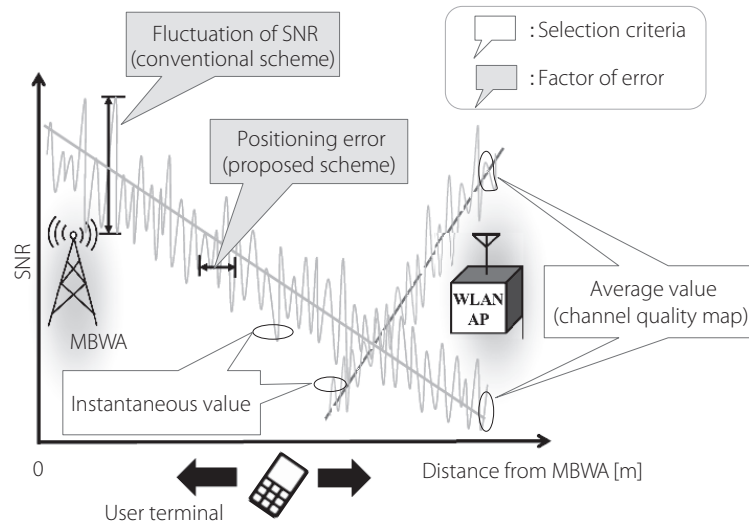 Fluctuation of SNR
(conventional scheme)
: Selection criteria
: Factor of error
Positioning error
(proposed scheme)
SNR
MBWA
WLAN
AP
Average value
(channel quality map)
Instantaneous value
0
Distance from MBWA [m]
User terminal